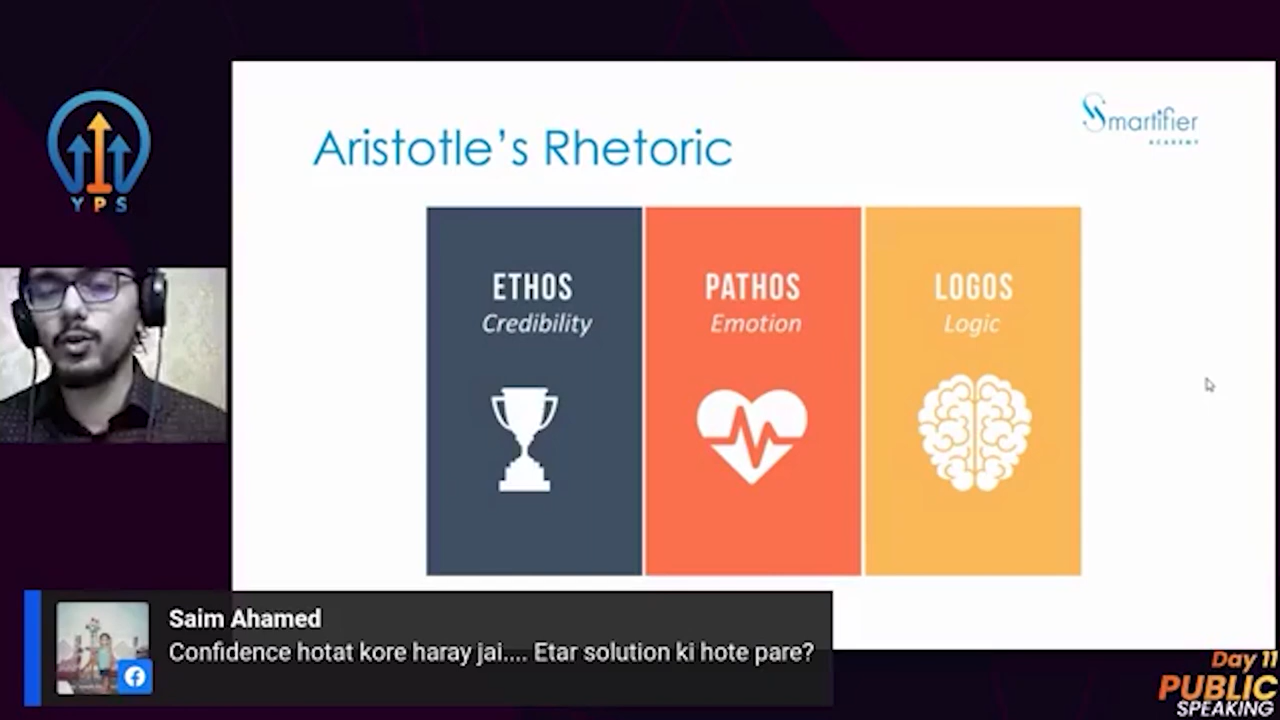 YPS
Smartifier
ACADEMY
Aristotle's Rhetoric
ETHOS
Credibility
PATHOS
Emotion
LOGOS
Logic
Saim Ahamed
Confidence hotat kore haray jai.... Etar solution ki hote pare?
Day 11
PUBLIC
SPEAKING